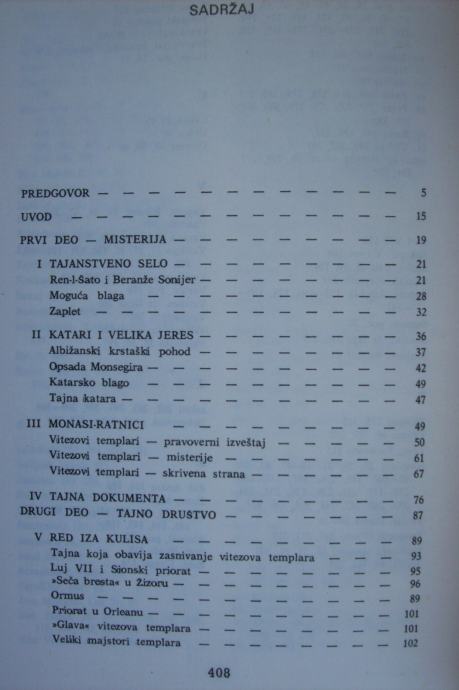 SADRŽAJ
PREDGOVOR — — — — — — — — — — — — 5
UVOD — — — — — — — — — — — — — 15
PRVI DEO — MISTERIJA — — — — — — — — — 19
I TAJANSTVENO SELO — — — — — — — — — 21
Ren-l-Šato i Beranže Sonijer — — — — — — — — 21
Moguća blaga — — — — — — — — — — 28
Zaplet — — — — — — — — — — — — 32
II KATARI I VELIKA JERES — — — — — — — — 36
Albižanski krstaški pohod — — — — — — — — 37
Opsada Monsegira — — — — — — — — — — 42
Katarsko blago — — — — — — — — — — 49
Tajna katara — — — — — — — — — — — 47
III MONASI-RATNICI — — — — — — — — — 49
Vitezovi templari — pravoverni izveštaj — — — — — 50
Vitezovi templari — misterije — — — — — — — 61
Vitezovi templari — skrivena strana — — — — — — 67
IV TAJNA DOKUMENTA — — — — — — — — — 76
DRUGI DEO — TAJNO DRUŠTVO — — — — — — — 87
V RED IZA KULISA — — — — — — — — — 89
Tajna koja obavija zasnivanje vitezova templara — — — 93
Luj VII i Sionski priorat — — — — — — — — 95
»Seča bresta« u Žizoru — — — — — — — — — 96
Ormus — — — — — — — — — — — — 89
Priorat u Orleanu — — — — — — — — — — 101
»Glava« vitezova templara — — — — — — — — 101
Veliki majstori templara — — — — — — — — 102
408